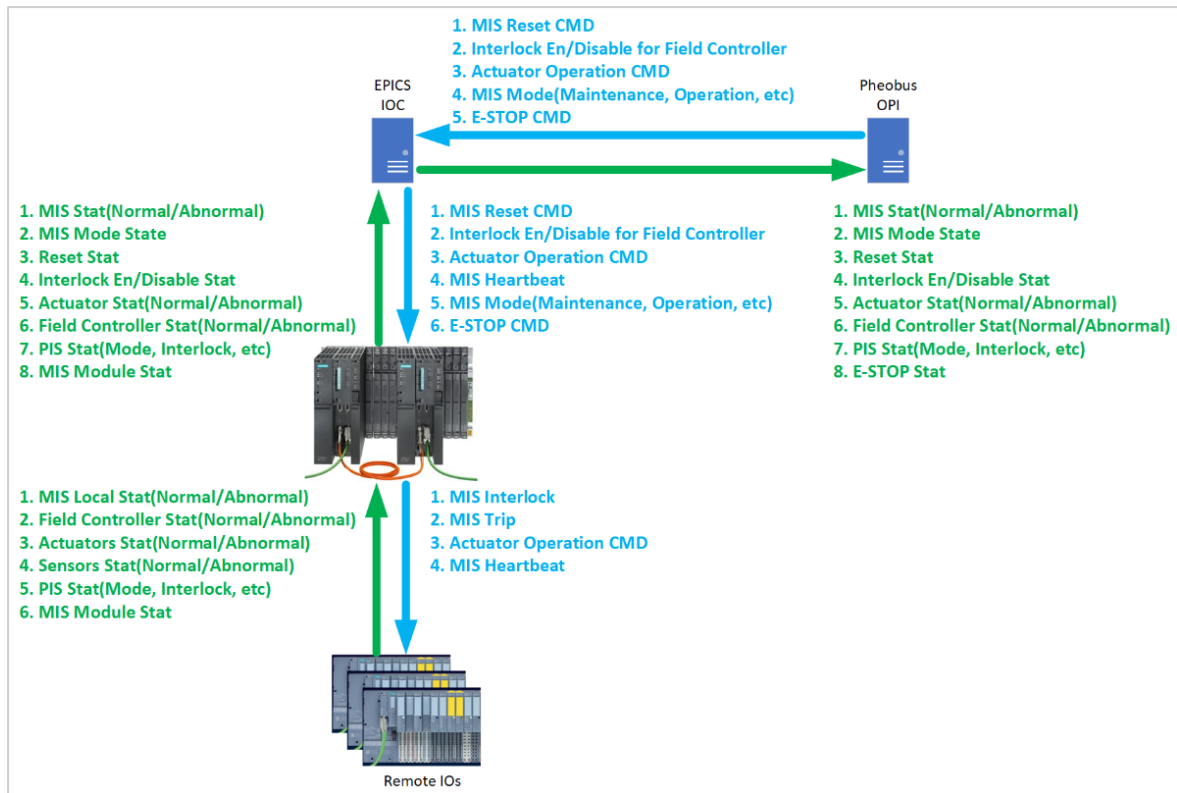 1. MIS Reset CMD
2. Interlock En/Disable for Field Controller
3. Actuator Operation CMD
4. MIS Mode(Maintenance, Operation, etc)
5. E-STOP CMD
EPICS
IOC
Pheobus
OPI
1. MIS Stat(Normal/Abnormal)
2. MIS Mode State
3. Reset Stat
4. Interlock En/Disable Stat
5. Actuator Stat(Normal/Abnormal)
6. Field Controller Stat(Normal/Abnormal)
7. PIS Stat(Mode, Interlock, etc)
8. MIS Module Stat
1. MIS Reset CMD
2. Interlock En/Disable for Field Controller
3. Actuator Operation CMD
4. MIS Heartbeat
5. MIS Mode(Maintenance, Operation, etc)
6. E-STOP CMD
1. MIS Stat(Normal/Abnormal)
2. MIS Mode State
3. Reset Stat
4. Interlock En/Disable Stat
5. Actuator Stat(Normal/Abnormal)
6. Field Controller Stat(Normal/Abnormal)
7. PIS Stat(Mode, Interlock, etc)
8. E-STOP Stat
1. MIS Local Stat(Normal/Abnormal)
2. Field Controller Stat(Normal/Abnormal)
3. Actuators Stat(Normal/Abnormal)
4. Sensors Stat(Normal/Abnormal)
5. PIS Stat(Mode, Interlock, etc)
6. MIS Module Stat
1. MIS Interlock
2. MIS Trip
3. Actuator Operation CMD
4. MIS Heartbeat
Remote IOs